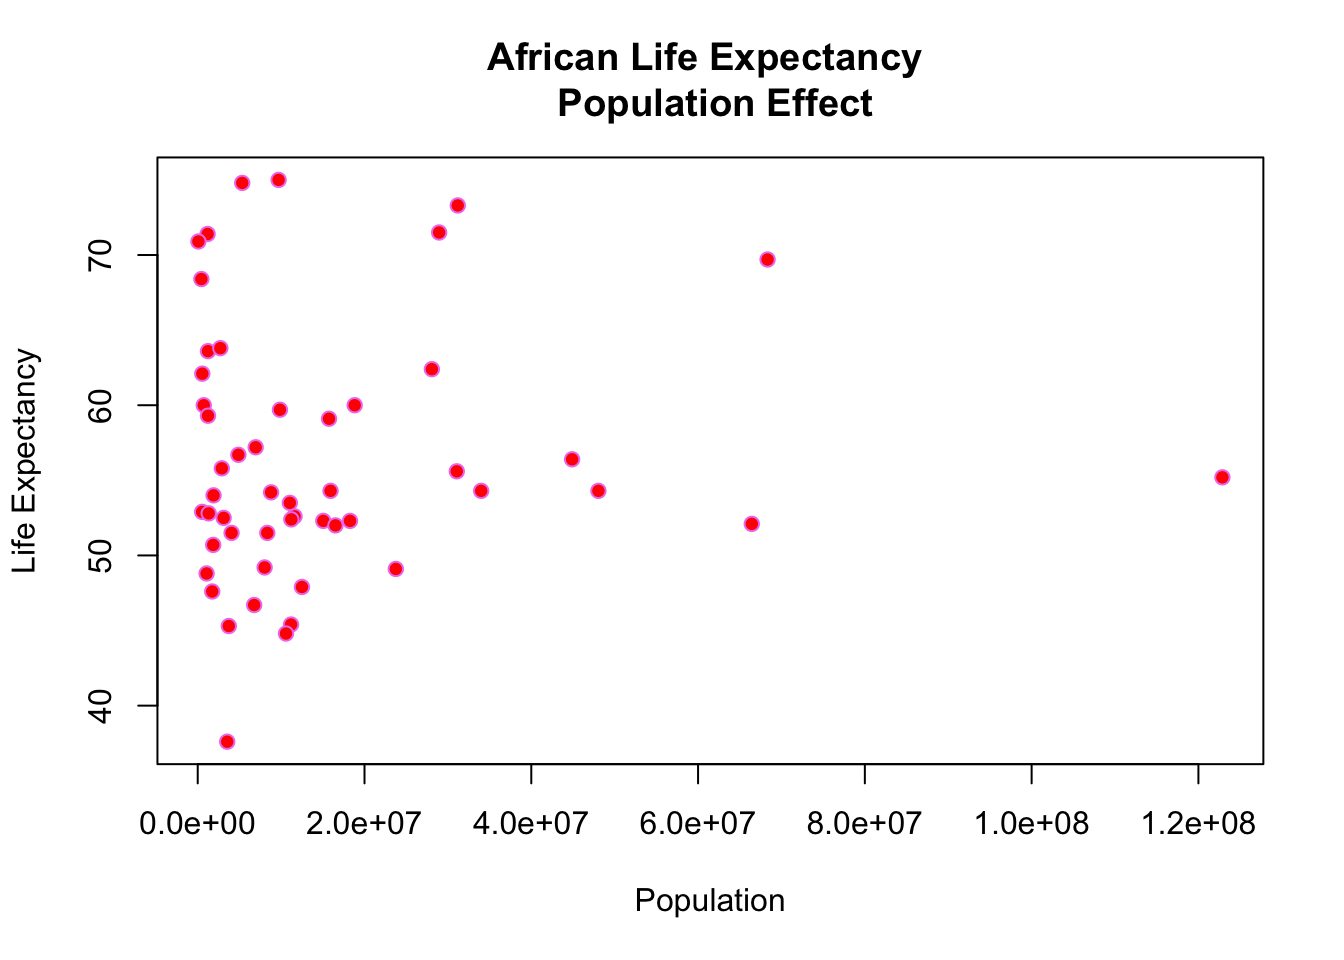 African Life Expectancy
Population Effect
Life Expectancy
70
60
50
40
0.0e+00 2.0e+07 4.0e+07 6.0e+07 8.0e+07 1.0e+08 1.2e+08
Population